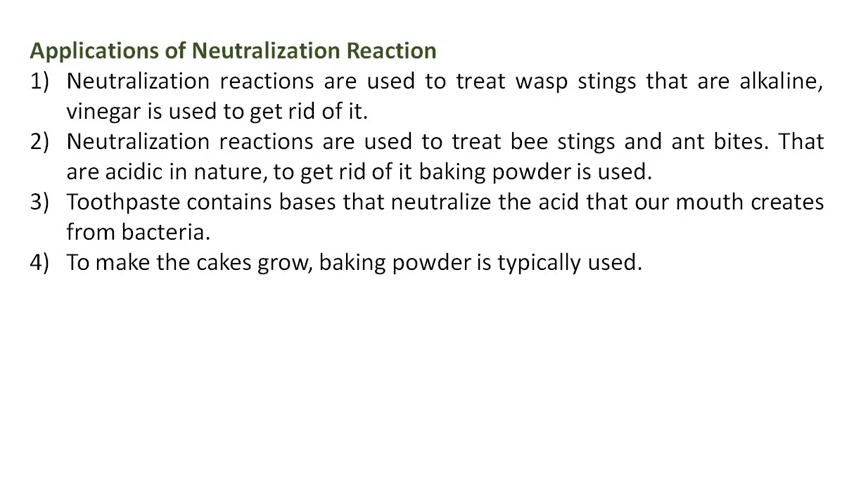 Applications of Neutralization Reaction
1) Neutralization reactions are used to treat wasp stings that are alkaline,
vinegar is used to get rid of it.
2) Neutralization reactions are used to treat bee stings and ant bites. That
are acidic in nature, to get rid of it baking powder is used.
3) Toothpaste contains bases that neutralize the acid that our mouth creates
from bacteria.
4) To make the cakes grow, baking powder is typically used.